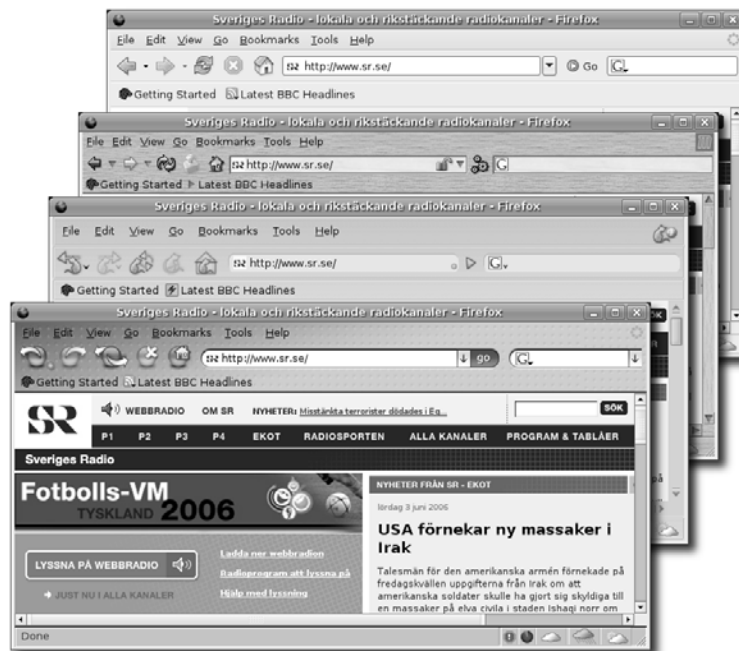 Sveriges Radio - lokala och rikstäckande radiokanaler - Firefox
File Edit View Go Bookmarks Tools Help
http://www.sr.se/ Go G
Getting Started Latest BBC Headlines
Sveriges Radio - lokala och rikstäckande radiokanaler - Firefox
File Edit View Go Bookmarks Tools Help
http://www.sr.se/ G
Getting Started Latest BBC Headlines
Sveriges Radio - lokala och rikstäckande radiokanaler - Firefox
File Edit View Go Bookmarks Tools Help
http://www.sr.se/ G
Getting Started Latest BBC Headlines
Sveriges Radio - lokala och rikstäckande radiokanaler - Firefox
File Edit View Go Bookmarks Tools Help
http://www.sr.se/ go G
Getting Started Latest BBC Headlines
SR WEBBRADIO OM SR NYHETER: Misstänkta terrorister dödades i Eg... SÖK
P1 P2 P3 P4 EKOT RADIOSPORTEN ALLA KANALER PROGRAM & TABLÅER
Sveriges Radio
Fotbolls-VM
TYSKLAND 2006
LYSSNA PÅ WEBBRADIO
JUST NU I ALLA KANALER
Ladda ner webbradion
Radioprogram att lyssna på
Hjälp med lyssning
NYHETER FRÅN SR - EKOT
lördag 3 juni 2006
USA förnekar ny massaker i
Irak
Talesmän för den amerikanska armén förnekade på
fredagskvällen uppgifterna från Irak om att
amerikanska soldater skulle ha gjort sig skyldiga till
en massaker på elva civila i staden Ishaqi norr om
Done